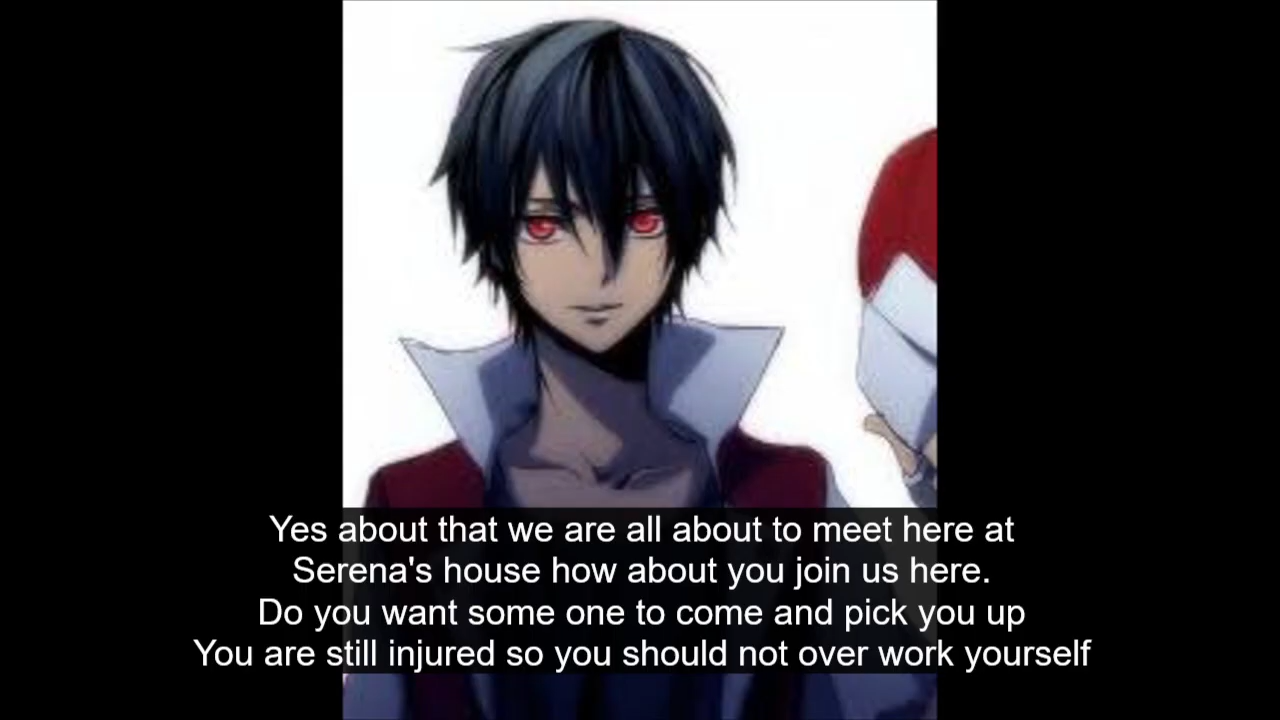 Yes about that we are all about to meet here at
Serena's house how about you join us here.
Do you want some one to come and pick you up
You are still injured so you should not over work yourself